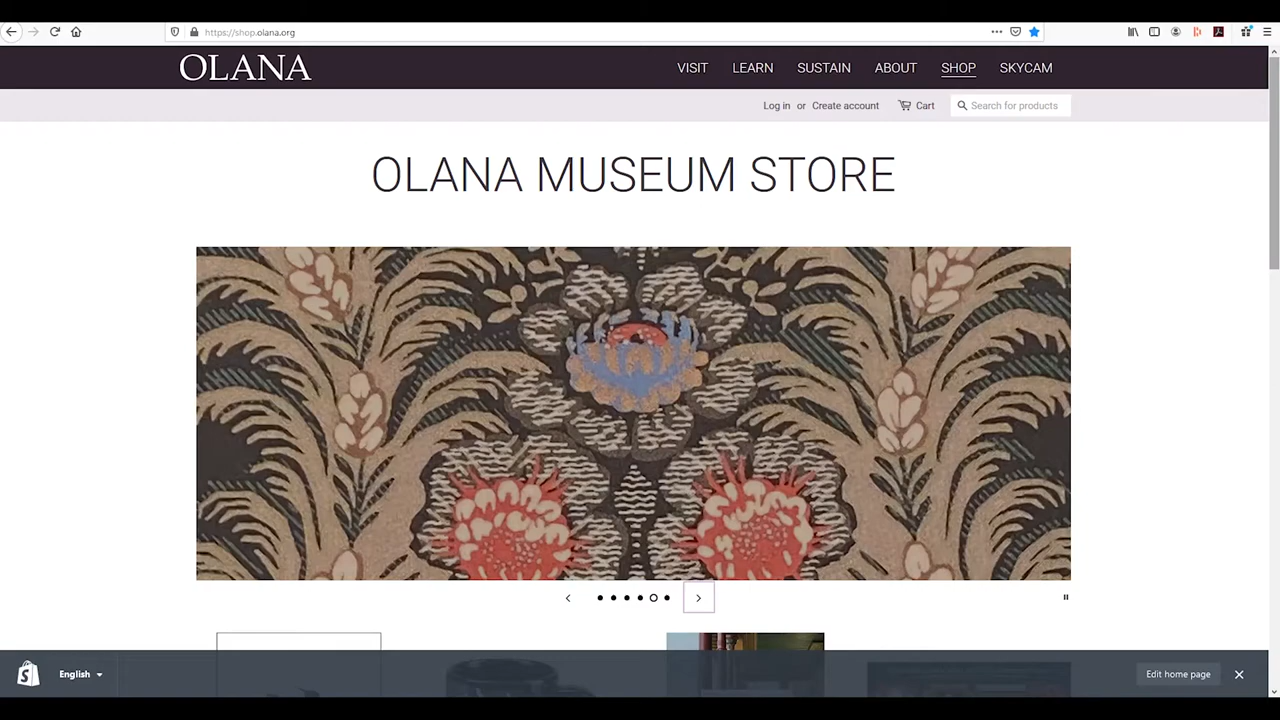 https://shop.olana.org
OLANA
VISIT LEARN SUSTAIN ABOUT SHOP SKYCAM
Log in or Create account Cart Search for products
OLANA MUSEUM STORE
English Edit home page